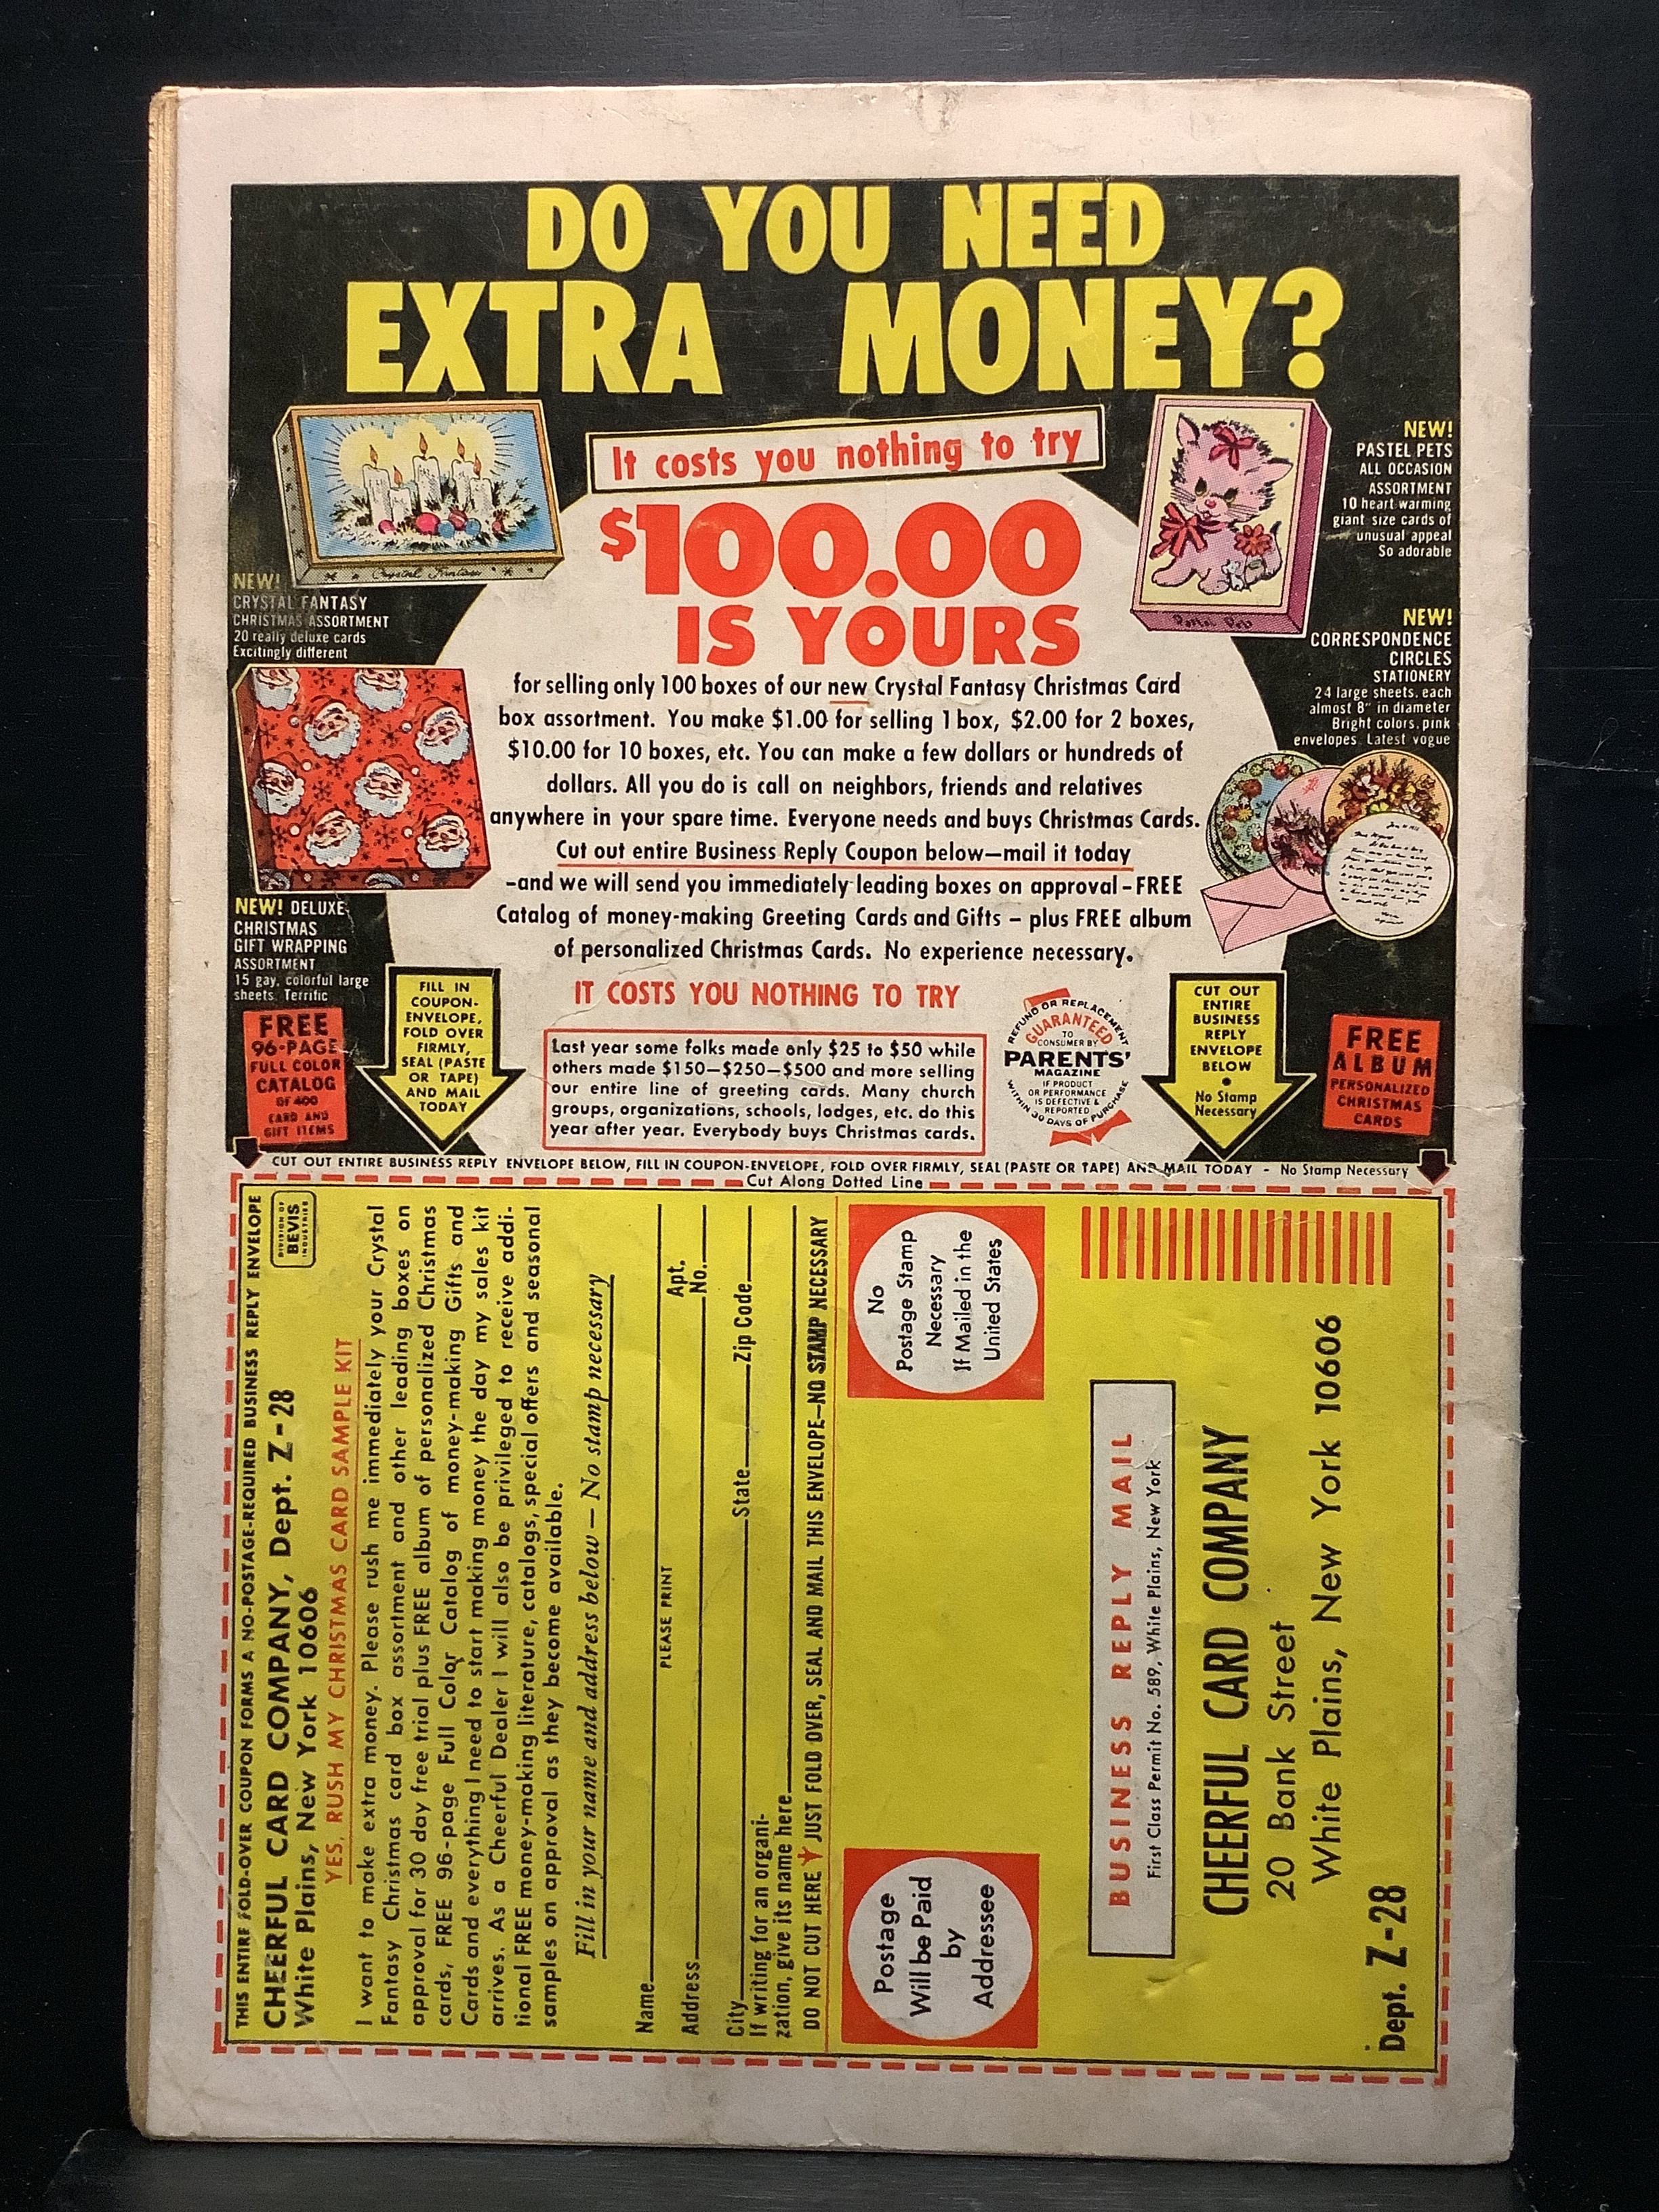 DO YOU NEED
EXTRA MONEY?
It costs you nothing to try
$100.00
IS YOURS
for selling only 100 boxes of our new Crystal Fantasy Christmas Card
box assortment. You make $1.00 for selling 1 box, $2.00 for 2 boxes,
$10.00 for 10 boxes, etc. You can make a few dollars or hundreds of
dollars. All you do is call on neighbors, friends and relatives
anywhere in your spare time. Everyone needs and buys Christmas Cards.
Cut out entire Business Reply Coupon below—mail it today
-and we will send you immediately leading boxes on approval - FREE
Catalog of money-making Greeting Cards and Gifts - plus FREE album
of personalized Christmas Cards. No experience necessary.
IT COSTS YOU NOTHING TO TRY
Crystal Fantasy
NEW!
CRYSTAL FANTASY
CHRISTMAS ASSORTMENT
20 really deluxe cards
Excitingly different
NEW! DELUXE
CHRISTMAS
GIFT WRAPPING
ASSORTMENT
15 gay, colorful large
sheets. Terrific
Pastel Pets
NEW!
PASTEL PETS
ALL OCCASION
ASSORTMENT
10 heart warming
giant size cards of
unusual appeal
So adorable
NEW!
CORRESPONDENCE
CIRCLES
STATIONERY
24 large sheets, each
almost 8" in diameter
Bright colors, pink
envelopes. Latest vogue
FREE
96-PAGE
FULL COLOR
CATALOG
OF 400
CARD AND
GIFT ITEMS
FILL IN
COUPON-
ENVELOPE,
FOLD OVER
FIRMLY,
SEAL (PASTE
OR TAPE)
AND MAIL
TODAY
Last year some folks made only $25 to $50 while
others made $150—$250—$500 and more selling
our entire line of greeting cards. Many church
groups, organizations, schools, lodges, etc. do this
year after year. Everybody buys Christmas cards.
REFUND OR REPLACEMENT
GUARANTEED
TO
CONSUMER BY
PARENTS'
MAGAZINE
IF PRODUCT
OR PERFORMANCE
IS DEFECTIVE &
REPORTED
WITHIN 30 DAYS OF PURCHASE
CUT OUT
ENTIRE
BUSINESS
REPLY
ENVELOPE
BELOW
•
No Stamp
Necessary
FREE
ALBUM
PERSONALIZED
CHRISTMAS
CARDS
CUT OUT ENTIRE BUSINESS REPLY ENVELOPE BELOW, FILL IN COUPON-ENVELOPE, FOLD OVER FIRMLY, SEAL (PASTE OR TAPE) AND MAIL TODAY - No Stamp Necessary
Cut Along Dotted Line
THIS ENTIRE FOLD-OVER COUPON FORMS A NO-POSTAGE-REQUIRED BUSINESS REPLY ENVELOPE
CHEERFUL CARD COMPANY, Dept. Z-28
White Plains, New York 10606
DIVISION OF
BEVIS
INDUSTRIES
YES, RUSH MY CHRISTMAS CARD SAMPLE KIT
I want to make extra money. Please rush me immediately your Crystal
Fantasy Christmas card box assortment and other leading boxes on
approval for 30 day free trial plus FREE album of personalized Christmas
cards, FREE 96-page Full Color Catalog of money-making Gifts and
Cards and everything I need to start making money the day my sales kit
arrives. As a Cheerful Dealer I will also be privileged to receive addi-
tional FREE money-making literature, catalogs, special offers and seasonal
samples on approval as they become available.
Fill in your name and address below — No stamp necessary
Name
PLEASE PRINT
Address
Apt.
No.
City State Zip Code
If writing for an organi-
zation, give its name here
DO NOT CUT HERE JUST FOLD OVER, SEAL AND MAIL THIS ENVELOPE—NO STAMP NECESSARY
No
Postage Stamp
Necessary
If Mailed in the
United States
Postage
Will be Paid
by
Addressee
BUSINESS REPLY MAIL
First Class Permit No. 589, White Plains, New York
CHEERFUL CARD COMPANY
20 Bank Street
White Plains, New York 10606
Dept. Z-28